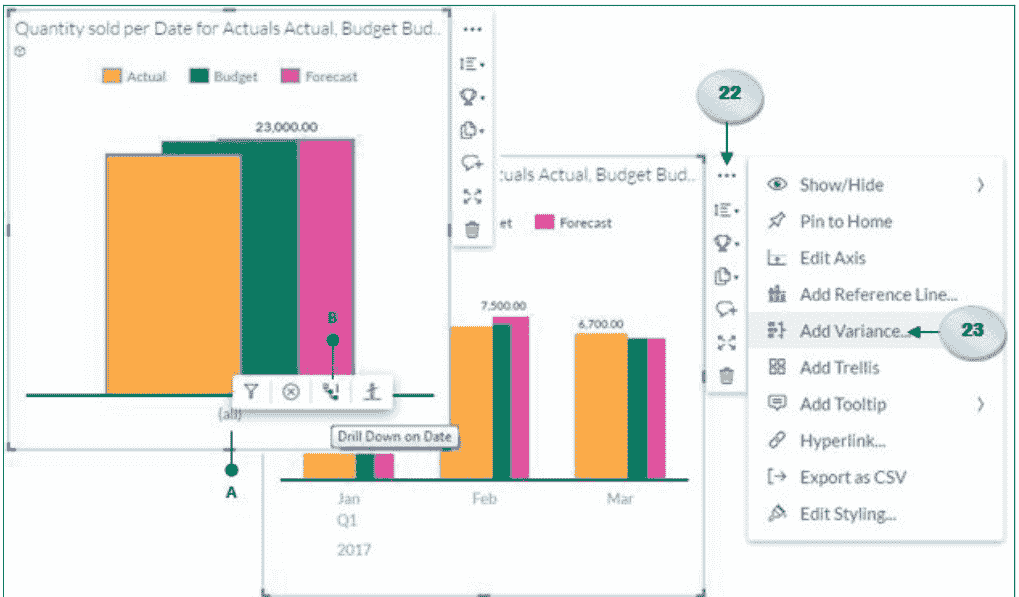 Quantity sold per Date for Actuals Actual, Budget Bud..
Actual
Budget
Forecast
23,000.00
B
(all)
Drill Down on Date
A
22
tuals Actual, Budget Bud..
et
Forecast
7,500.00
6,700.00
Jan
Feb
Mar
Q1
2017
Show/Hide
Pin to Home
Edit Axis
Add Reference Line...
Add Variance...
23
Add Trellis
Add Tooltip
Hyperlink...
Export as CSV
Edit Styling...